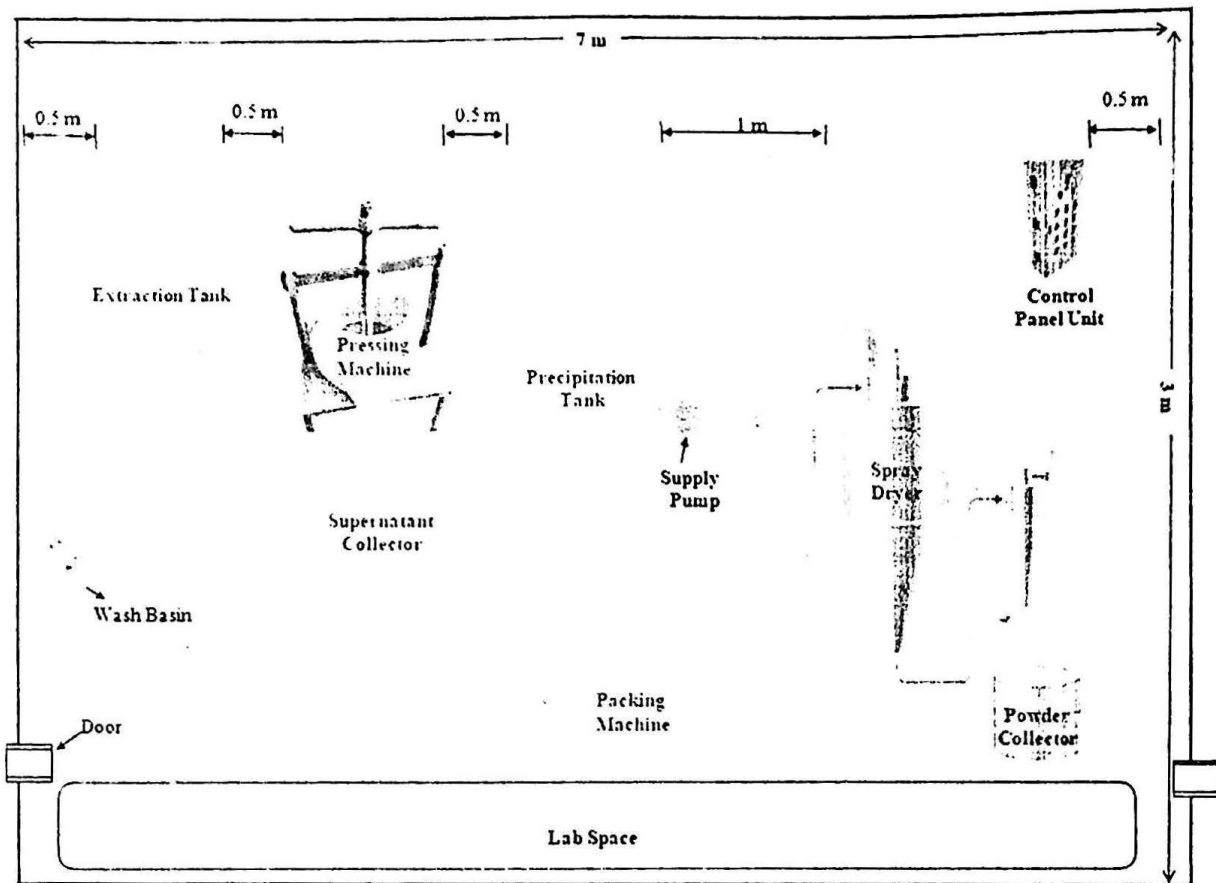 7 m
0.5 m
0.5 m
0.5 m
1 m
0.5 m
3 m
Extraction Tank
Pressing
Machine
Control
Panel Unit
Precipitation
Tank
Supply
Pump
Spray
Dryer
Supernatant
Collector
Wash Basin
Packing
Machine
Powder
Collector
Door
Lab Space